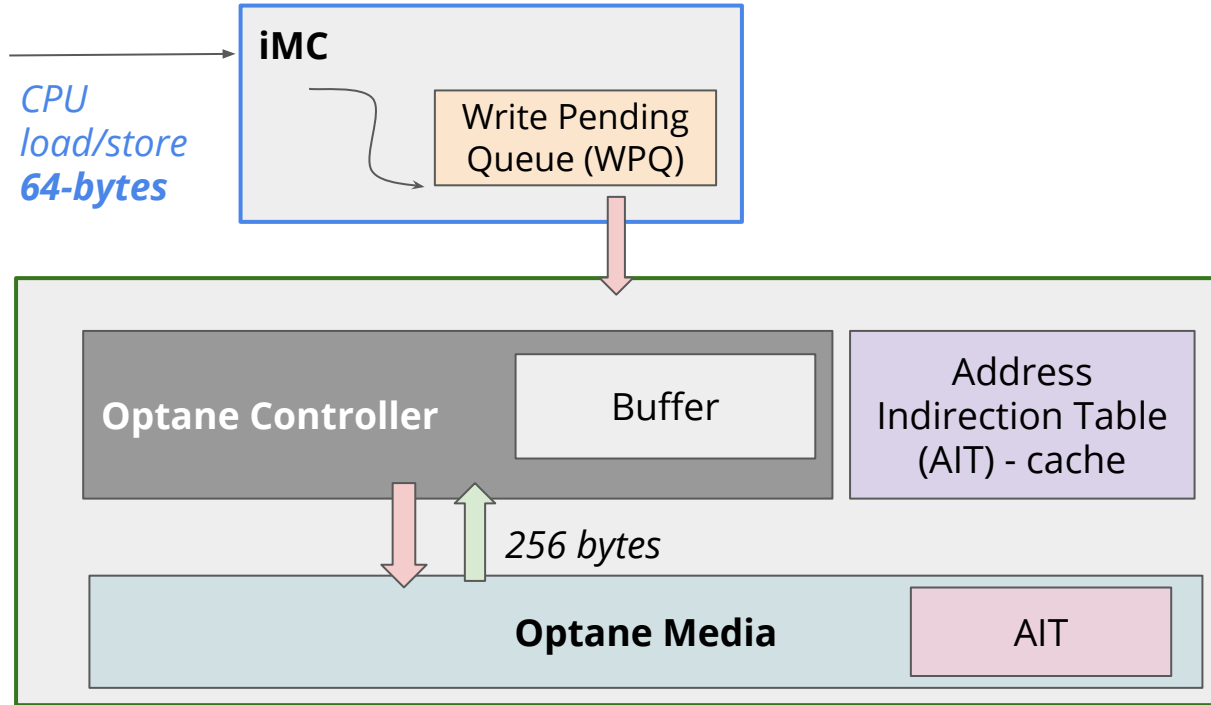 iMC
CPU
load/store
64-bytes
Write Pending
Queue (WPQ)
Optane Controller
Buffer
Address
Indirection Table
(AIT) - cache
256 bytes
Optane Media
AIT